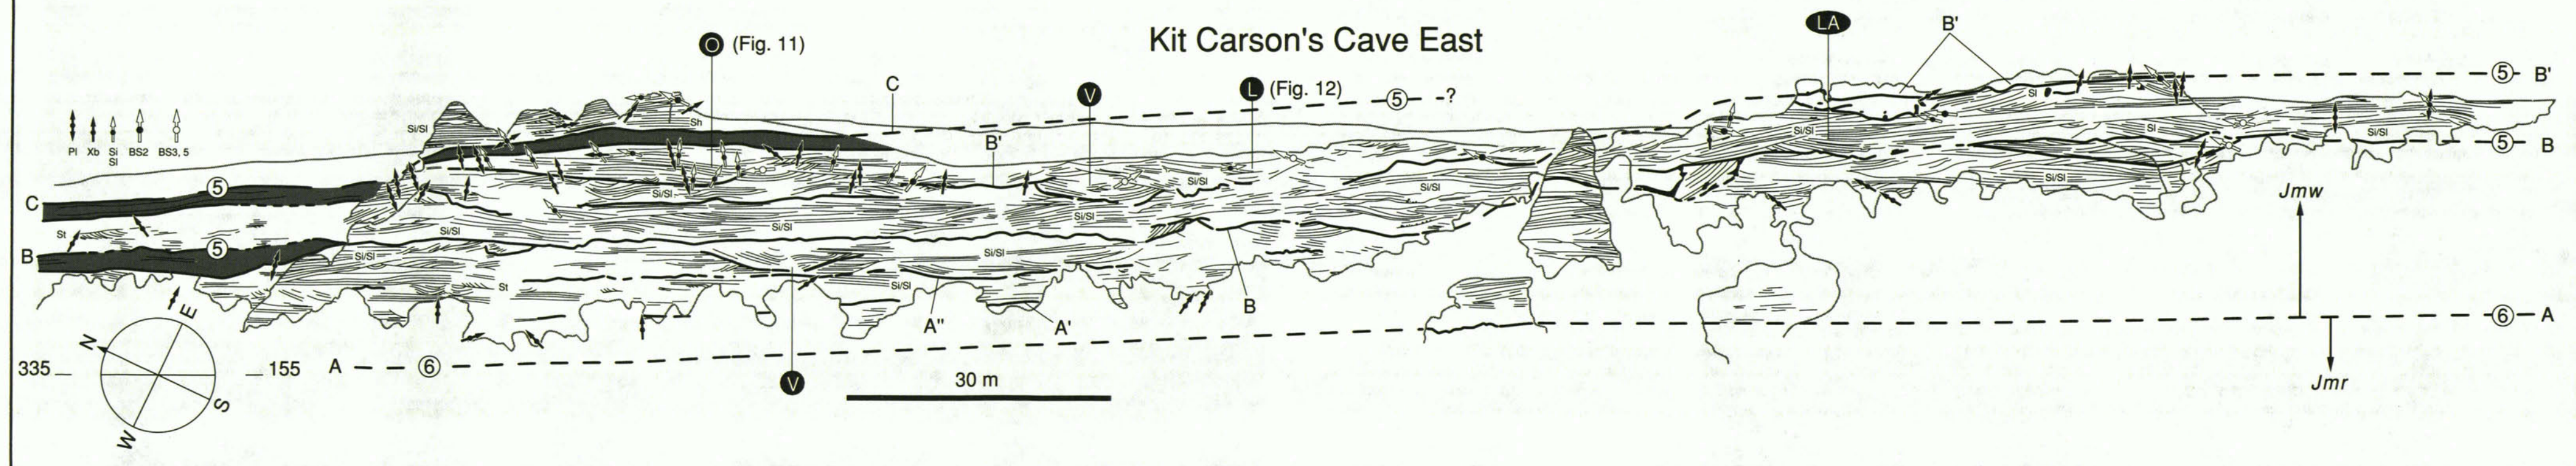 Kit Carson's Cave East
O (Fig. 11)
C
V
L (Fig. 12)
5 ?
LA
B'
5 B'
Pl Xb Si BS2 BS3, 5
Sl
Si/Sl
Sh
B'
Sl
Si/Sl
Sl
Si/Sl
5 B
5
C
Si/Sl
Si/Sl
Si/Sl
Si/Sl
Jmw
St
Si/Sl
Si/Sl
Si/Sl
5
B
Si/Sl
Si/Sl
St
Si/Sl
B
A"
A'
E
N
S
W
335
155
A 6
V
30 m
6 A
Jmr